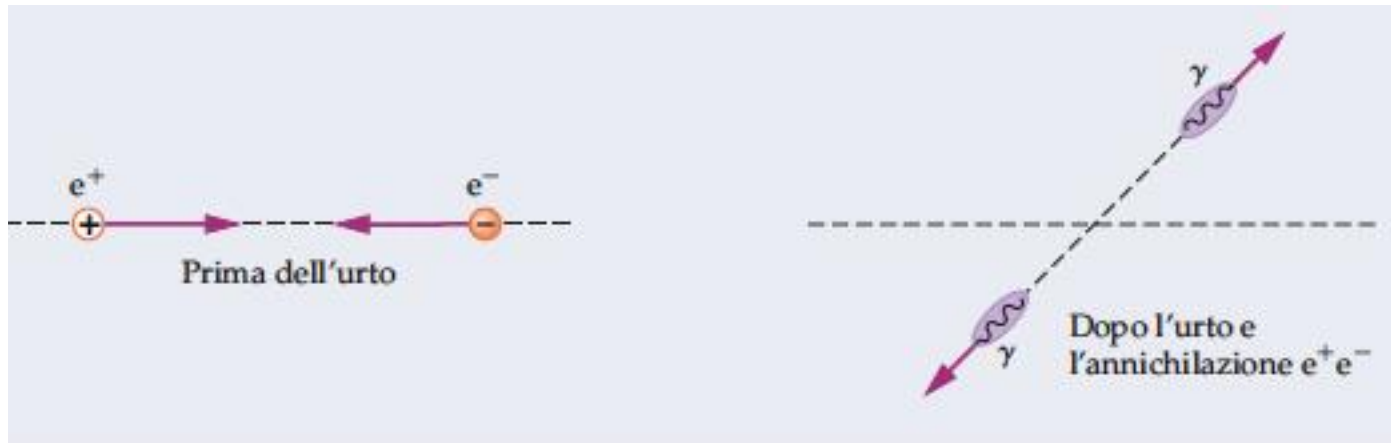 e⁺
e⁻
+
−
Prima dell'urto
γ
γ
Dopo l'urto e
l'annichilazione e⁺e⁻